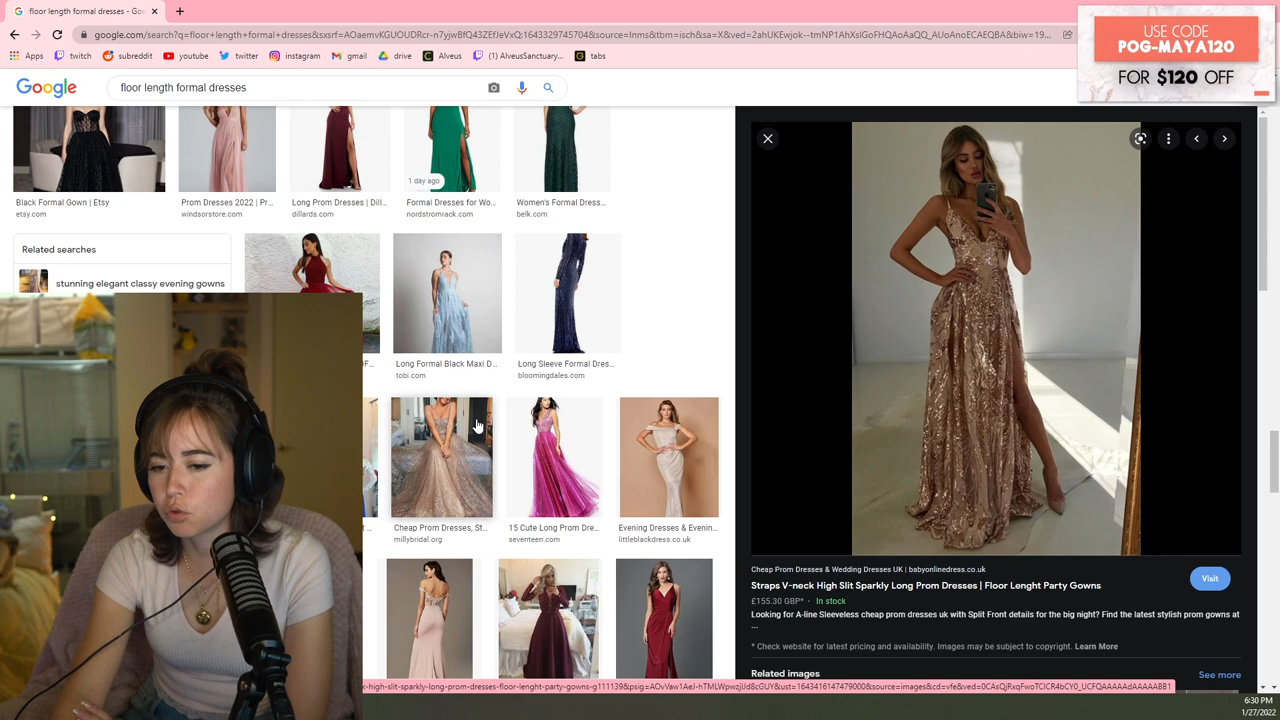 floor length formal dresses - Go
google.com/search?q=floor+length+formal+dresses&sxsrf=AOaemvKGUOUDRcr-n7yjwsBfY
Q:1643329745704&source=lnms&tbm=isch&sa=X&ved=2ahUKEwjok--tmNP1AhXsIGoFHQAoAaQQ_AUoAnoECAEQBA&biw=19...
Apps
twitch
subreddit
youtube
twitter
instagram
gmail
drive
Alveus
(1) AlveusSanctuary...
tabs
USE CODE
POG-MAYA120
FOR $120 OFF
Google
floor length formal dresses
1 day ago
Black Formal Gown | Etsy
etsy.com
Prom Dresses 2022 | Pr...
windsorstore.com
Long Prom Dresses | Dill...
dillards.com
Formal Dresses for Wo...
nordstromrack.com
Women's Formal Dress...
belk.com
Related searches
stunning elegant classy evening gowns
Long Formal Black Maxi D...
tobi.com
Long Sleeve Formal Dres...
bloomingdales.com
Cheap Prom Dresses, St...
millybridal.org
15 Cute Long Prom Dre...
seventeen.com
Evening Dresses & Evenin...
littleblackdress.co.uk
Cheap Prom Dresses & Wedding Dresses UK | babyonlinedress.co.uk
Straps V-neck High Slit Sparkly Long Prom Dresses | Floor Lenght Party Gowns
Visit
£155.30 GBP* · In stock
Looking for A-line Sleeveless cheap prom dresses uk with Split Front details for the big night? Find the latest stylish prom gowns at
...
* Check website for latest pricing and availability. Images may be subject to copyright. Learn More
Related images
See more
6:30 PM
1/27/2022